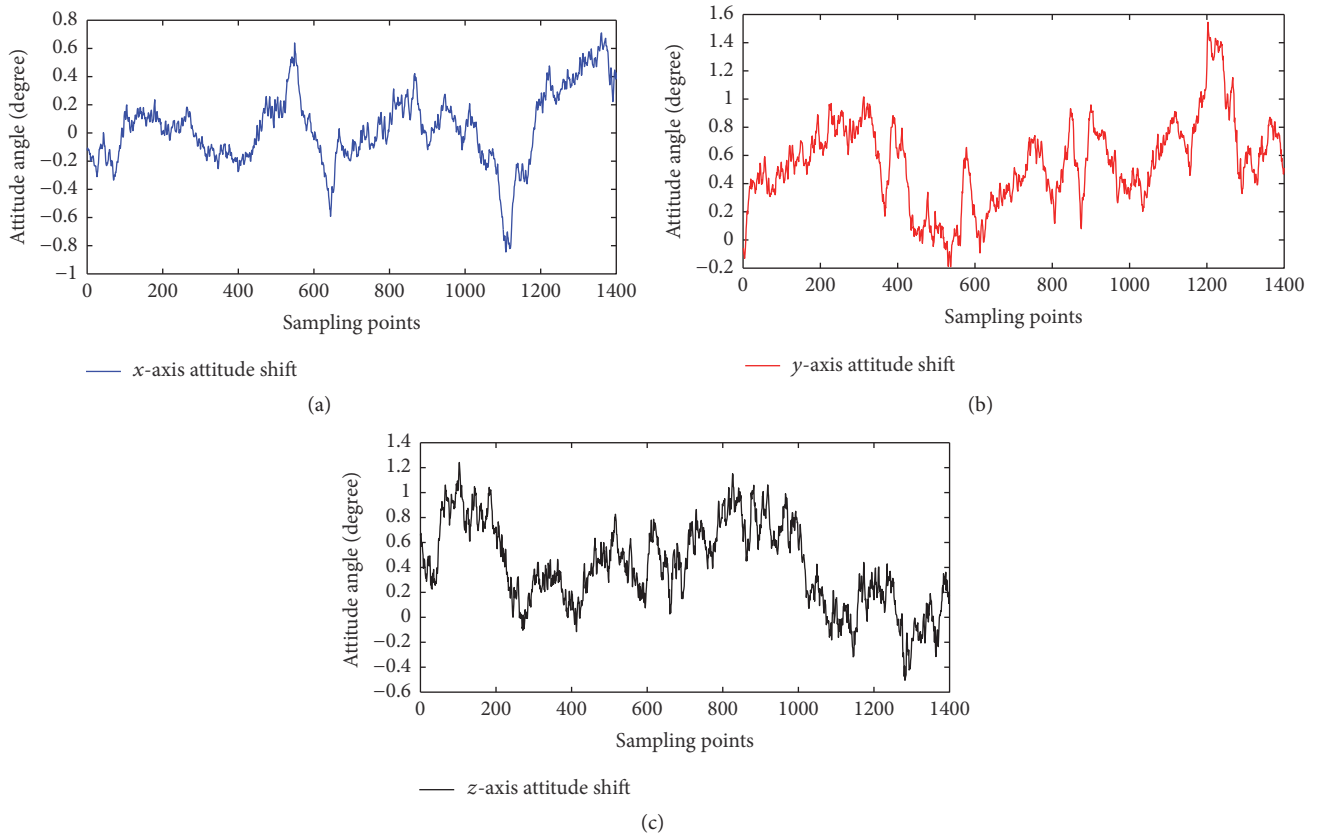 0.8
0.6
0.4
0.2
0
−0.2
−0.4
−0.6
−0.8
−1
Attitude angle (degree)
0 200 400 600 800 1000 1200 1400
Sampling points
x-axis attitude shift
(a)
1.6
1.4
1.2
1
0.8
0.6
0.4
0.2
0
−0.2
Attitude angle (degree)
0 200 400 600 800 1000 1200 1400
Sampling points
y-axis attitude shift
(b)
1.4
1.2
1
0.8
0.6
0.4
0.2
0
−0.2
−0.4
−0.6
Attitude angle (degree)
0 200 400 600 800 1000 1200 1400
Sampling points
z-axis attitude shift
(c)